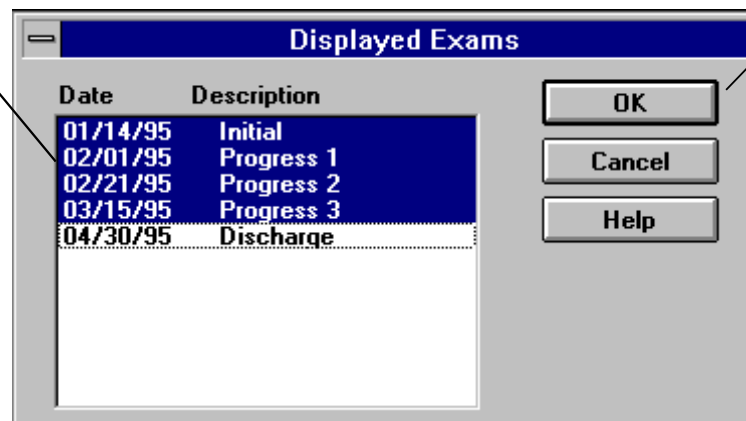 Displayed Exams
Date Description
01/14/95 Initial
02/01/95 Progress 1
02/21/95 Progress 2
03/15/95 Progress 3
04/30/95 Discharge
OK
Cancel
Help